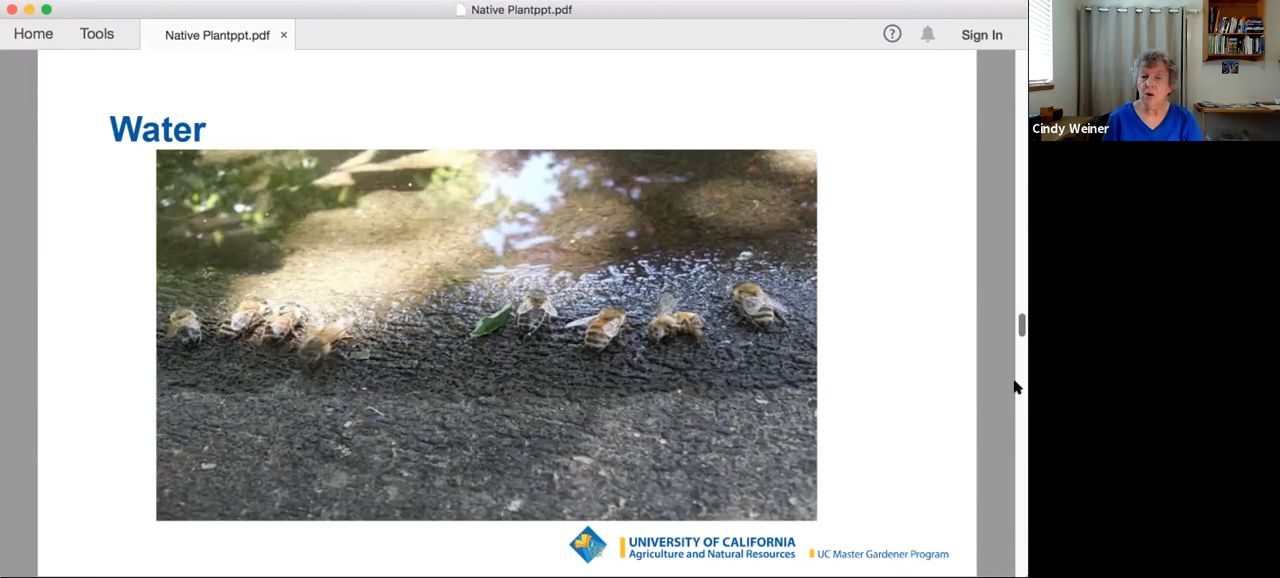 Native Plantppt.pdf
Home Tools Native Plantppt.pdf × ? Sign In
Water
Cindy Weiner
UNIVERSITY OF CALIFORNIA
Agriculture and Natural Resources UC Master Gardener Program